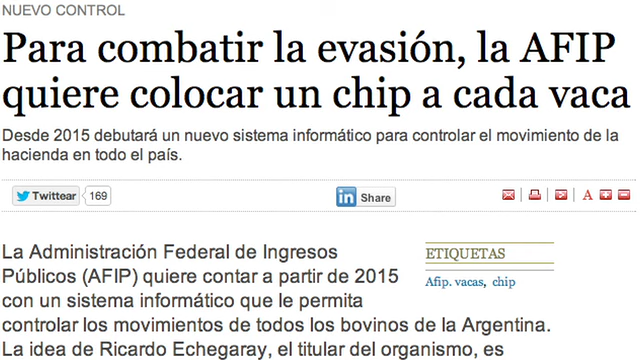 NUEVO CONTROL
Para combatir la evasión, la AFIP
quiere colocar un chip a cada vaca
Desde 2015 debutará un nuevo sistema informático para controlar el movimiento de la
hacienda en todo el país.
Twittear 169
in Share
A
La Administración Federal de Ingresos
Públicos (AFIP) quiere contar a partir de 2015
con un sistema informático que le permita
controlar los movimientos de todos los bovinos de la Argentina.
La idea de Ricardo Echegaray, el titular del organismo, es
ETIQUETAS
Afip. vacas, chip